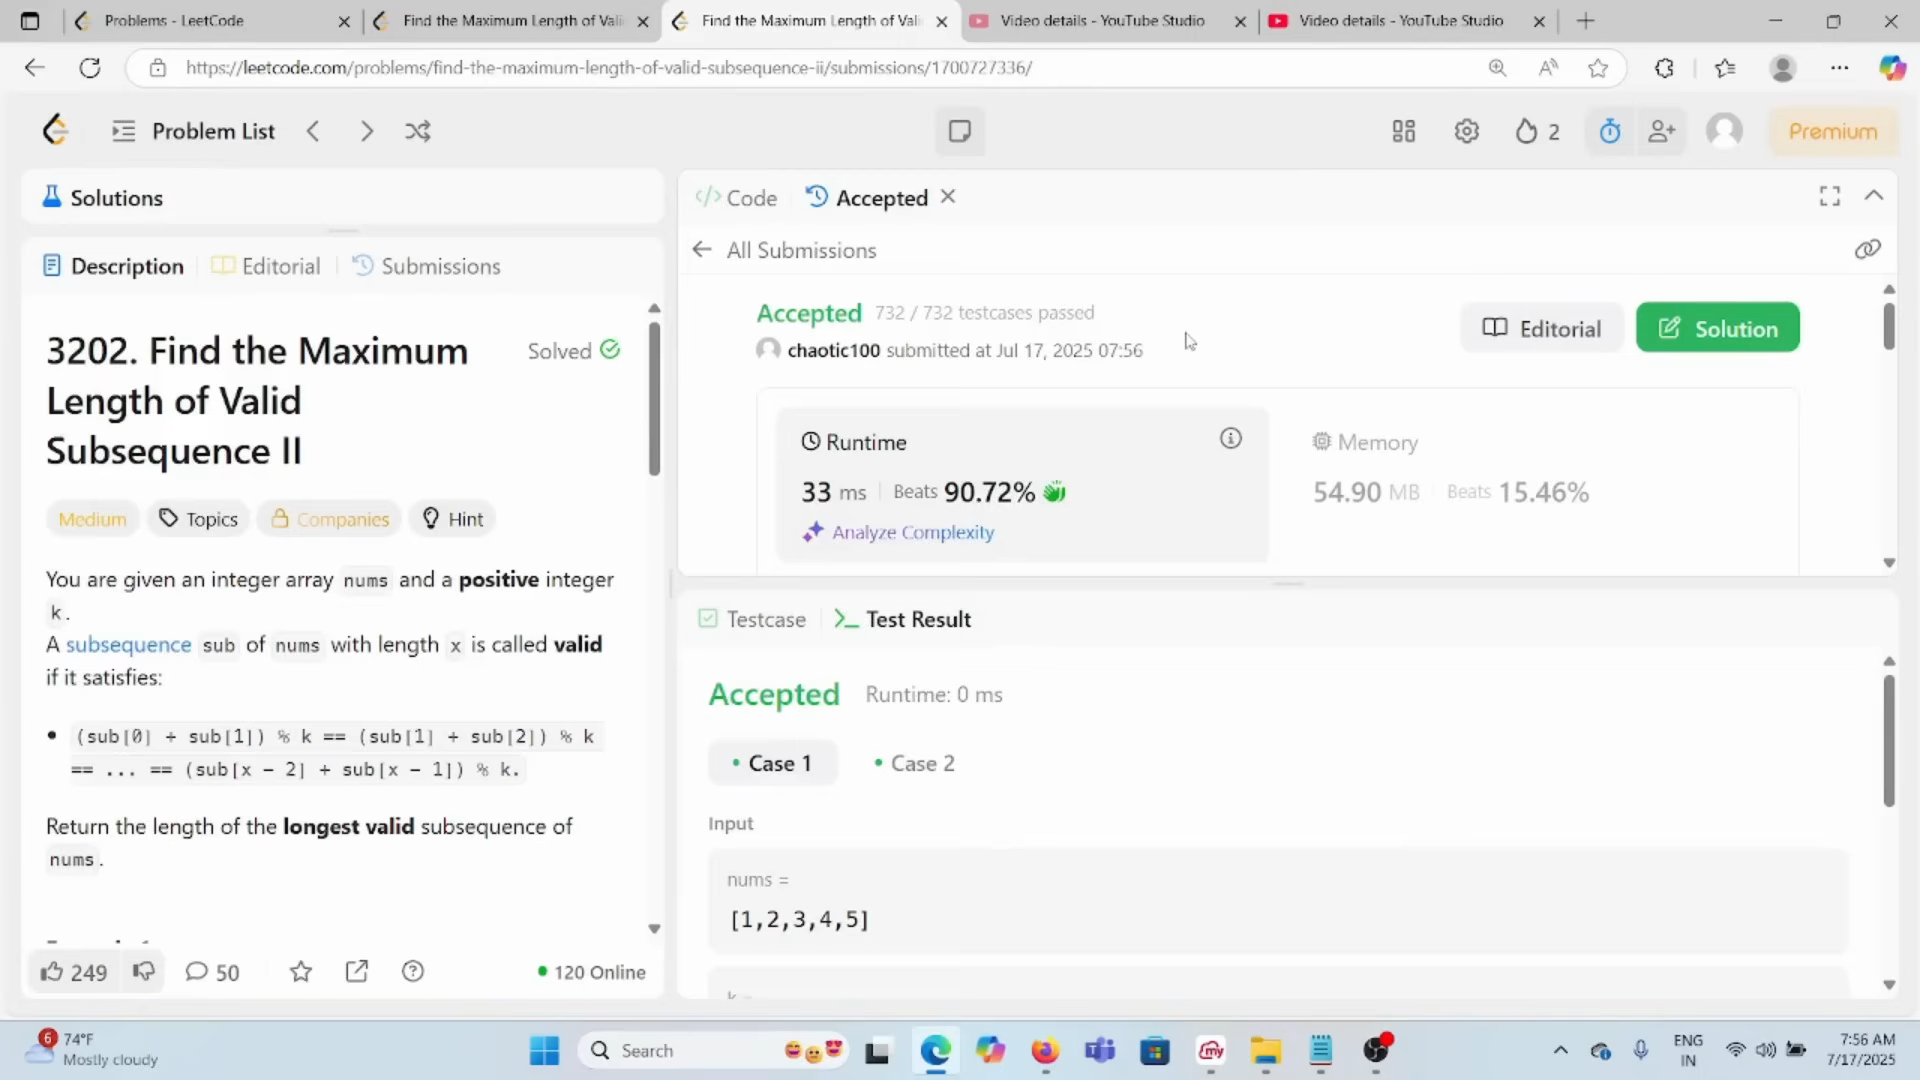 Problems - LeetCode
Find the Maximum Length of Vali
Find the Maximum Length of Vali
Video details - YouTube Studio
Video details - YouTube Studio
https://leetcode.com/problems/find-the-maximum-length-of-valid-subsequence-ii/submissions/1700727336/
Problem List
2
Premium
Solutions
Description
Editorial
Submissions
3202. Find the Maximum
Length of Valid
Subsequence II
Solved
Medium
Topics
Companies
Hint
You are given an integer array nums and a positive integer
k.
A subsequence sub of nums with length x is called valid
if it satisfies:
• (sub[0] + sub[1]) % k == (sub[1] + sub[2]) % k
== ... == (sub[x - 2] + sub[x - 1]) % k.
Return the length of the longest valid subsequence of
nums.
249
50
120 Online
Code
Accepted
All Submissions
Accepted 732 / 732 testcases passed
chaotic100 submitted at Jul 17, 2025 07:56
Editorial
Solution
Runtime
33 ms Beats 90.72%
Analyze Complexity
Memory
54.90 MB Beats 15.46%
Testcase
>_ Test Result
Accepted Runtime: 0 ms
• Case 1
• Case 2
Input
nums =
[1,2,3,4,5]
6
74°F
Mostly cloudy
Search
my
ENG
IN
7:56 AM
7/17/2025